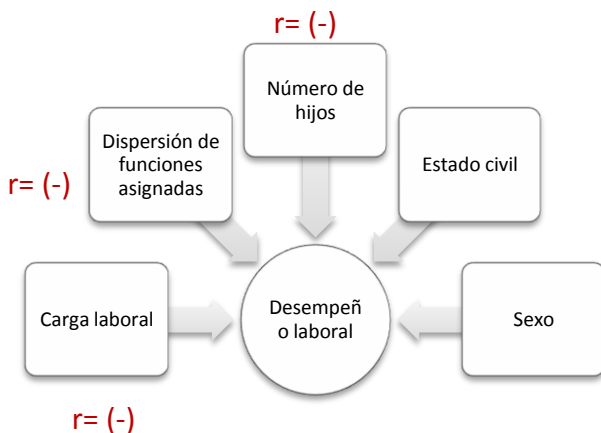 r= (-)
Número de
hijos
Dispersión de
funciones
asignadas
Estado civil
r= (-)
Carga laboral
Desempeñ
o laboral
Sexo
r= (-)